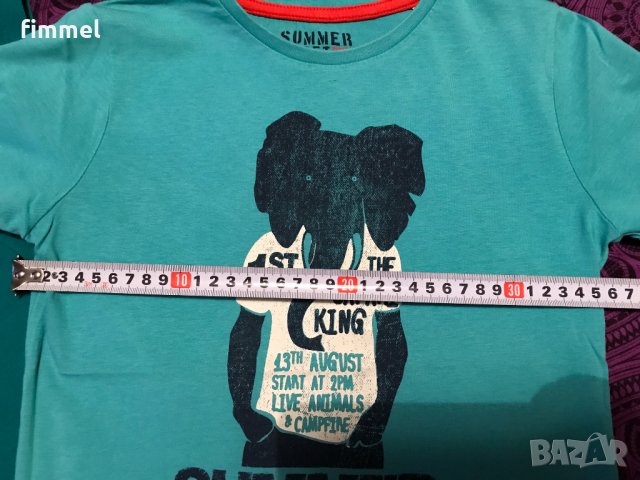 fimmel
SUMMER
1ST THE
2 3 4 5 6 7 8 9 10 1 2 3 4 5 6 7 8 9 20 1 2 3 4 5 6 7 8 9 30 1 2 3 4 5 6 7
KING
13TH AUGUST
START AT 2PM
LIVE ANIMALS
& CAMPFIRE
BAZAR